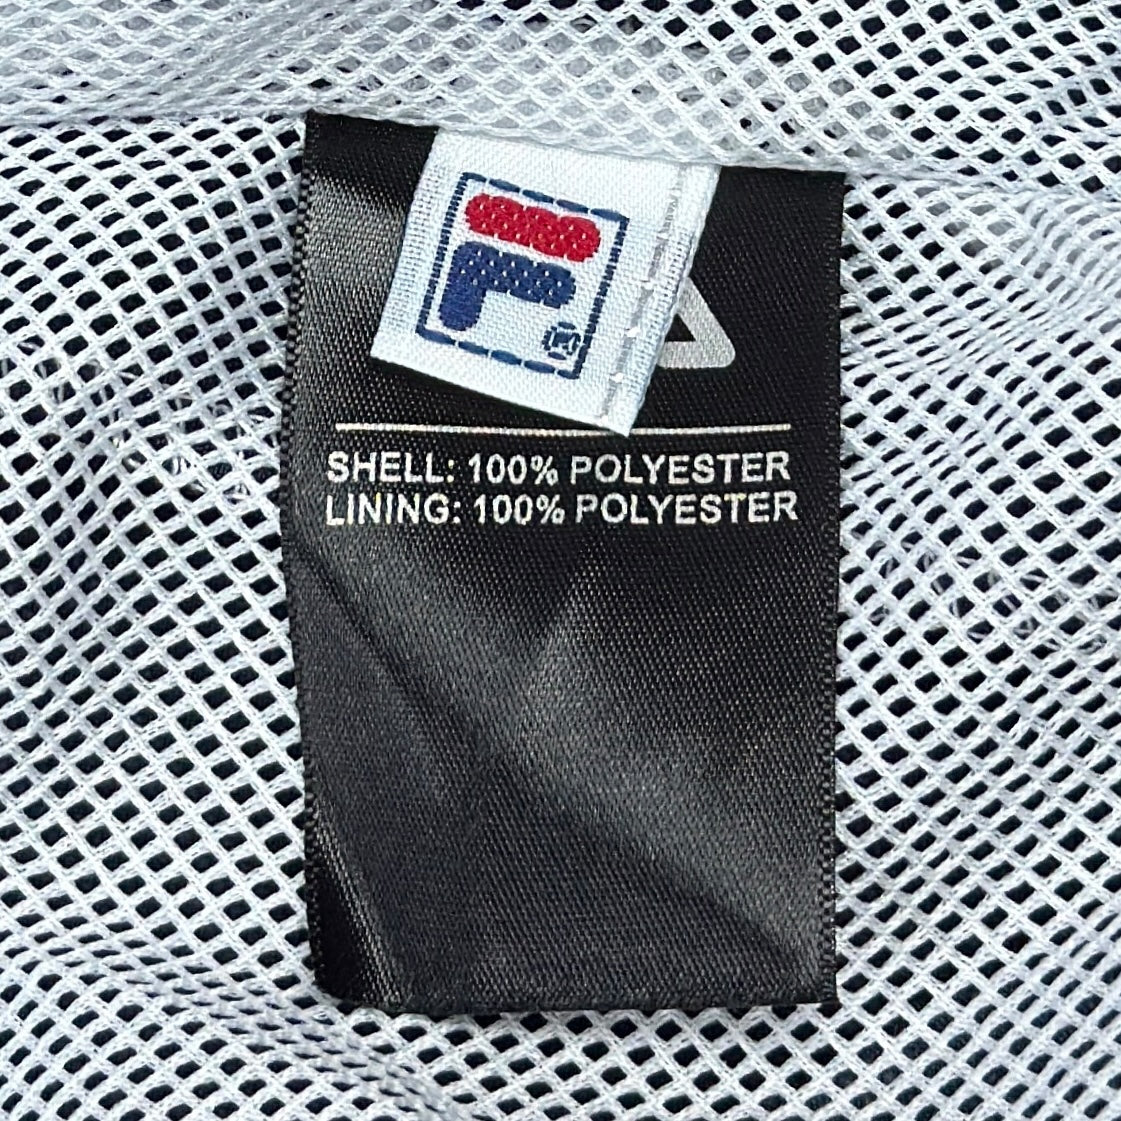 F
®
SHELL: 100% POLYESTER
LINING: 100% POLYESTER